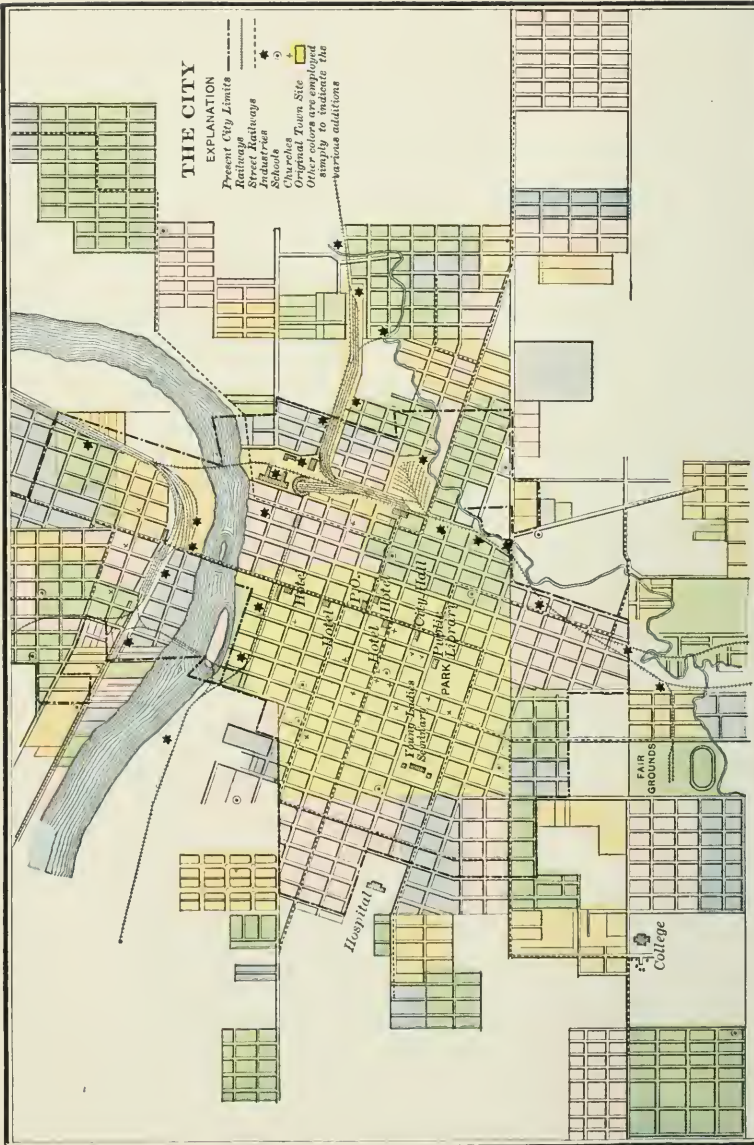 THE CITY
EXPLANATION
Present City Limits
Railways
Street Railways
Industries
Schools
Churches
Original Town Site
Other colors are employed
simply to indicate the
various additions
Hotel
Hotel
P.O.
Hotel
Hotel
City Hall
Public
Library
PARK
Young Lady's
Seminary
Hospital
FAIR
GROUNDS
College